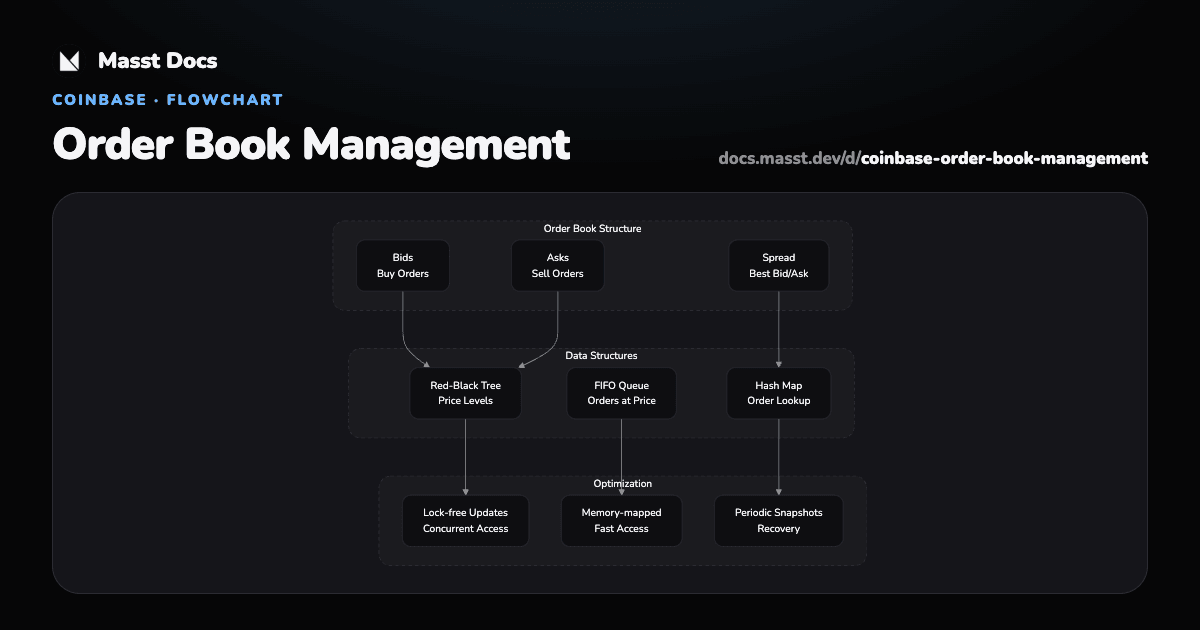 Masst Docs
COINBASE · FLOWCHART
Order Book Management
docs.masst.dev/d/coinbase-order-book-management
Order Book Structure
Bids
Buy Orders
Asks
Sell Orders
Spread
Best Bid/Ask
Data Structures
Red-Black Tree
Price Levels
FIFO Queue
Orders at Price
Hash Map
Order Lookup
Optimization
Lock-free Updates
Concurrent Access
Memory-mapped
Fast Access
Periodic Snapshots
Recovery